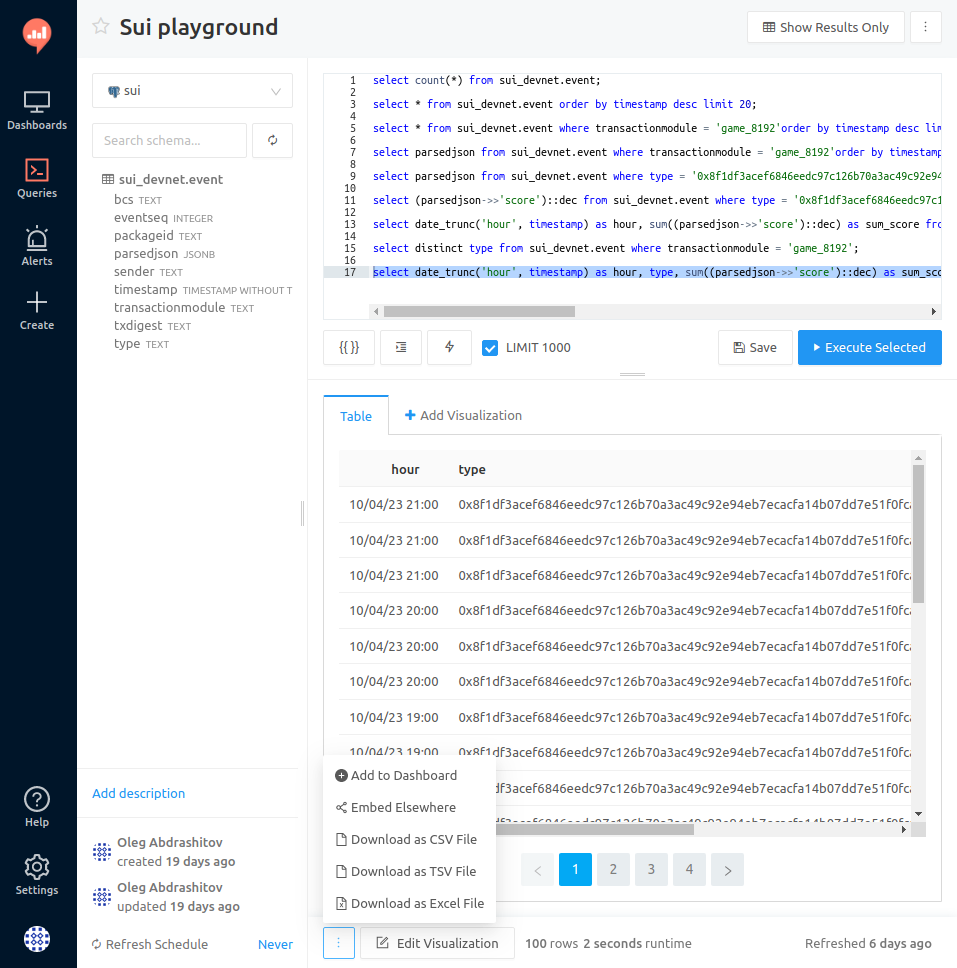 Sui playground
Show Results Only
Dashboards
Queries
Alerts
Create
Help
Settings
sui
Search schema...
sui_devnet.event
bcs TEXT
eventseq INTEGER
packageid TEXT
parsedjson JSONB
sender TEXT
timestamp TIMESTAMP WITHOUT T
transactionmodule TEXT
txdigest TEXT
type TEXT
Add description
Oleg Abdrashitov
created 19 days ago
Oleg Abdrashitov
updated 19 days ago
Refresh Schedule Never
1 select count(*) from sui_devnet.event;
2
3 select * from sui_devnet.event order by timestamp desc limit 20;
4
5 select * from sui_devnet.event where transactionmodule = 'game_8192'order by timestamp desc lim
6
7 select parsedjson from sui_devnet.event where transactionmodule = 'game_8192'order by timestamp
8
9 select parsedjson from sui_devnet.event where type = '0x8f1df3acef6846eedc97c126b70a3ac49c92e94
10
11 select (parsedjson->>'score')::dec from sui_devnet.event where type = '0x8f1df3acef6846eedc97c1
12
13 select date_trunc('hour', timestamp) as hour, sum((parsedjson->>'score')::dec) as sum_score fro
14
15 select distinct type from sui_devnet.event where transactionmodule = 'game_8192';
16
17 select date_trunc('hour', timestamp) as hour, type, sum((parsedjson->>'score')::dec) as sum_sco
{{ }} LIMIT 1000 Save Execute Selected
Table Add Visualization
hour type
10/04/23 21:00 0x8f1df3acef6846eedc97c126b70a3ac49c92e94eb7ecacfa14b07dd7e51f0fca
10/04/23 21:00 0x8f1df3acef6846eedc97c126b70a3ac49c92e94eb7ecacfa14b07dd7e51f0fca
10/04/23 21:00 0x8f1df3acef6846eedc97c126b70a3ac49c92e94eb7ecacfa14b07dd7e51f0fca
10/04/23 20:00 0x8f1df3acef6846eedc97c126b70a3ac49c92e94eb7ecacfa14b07dd7e51f0fca
10/04/23 20:00 0x8f1df3acef6846eedc97c126b70a3ac49c92e94eb7ecacfa14b07dd7e51f0fca
10/04/23 20:00 0x8f1df3acef6846eedc97c126b70a3ac49c92e94eb7ecacfa14b07dd7e51f0fca
10/04/23 19:00 0x8f1df3acef6846eedc97c126b70a3ac49c92e94eb7ecacfa14b07dd7e51f0fca
10/04/23 19:00 0x8f1df3acef6846eedc97c126b70a3ac49c92e94eb7ecacfa14b07dd7e51f0fca
df3acef6846eedc97c126b70a3ac49c92e94eb7ecacfa14b07dd7e51f0fca
Add to Dashboard
Embed Elsewhere
Download as CSV File
Download as TSV File
Download as Excel File
< 1 2 3 4 >
Edit Visualization 100 rows 2 seconds runtime Refreshed 6 days ago